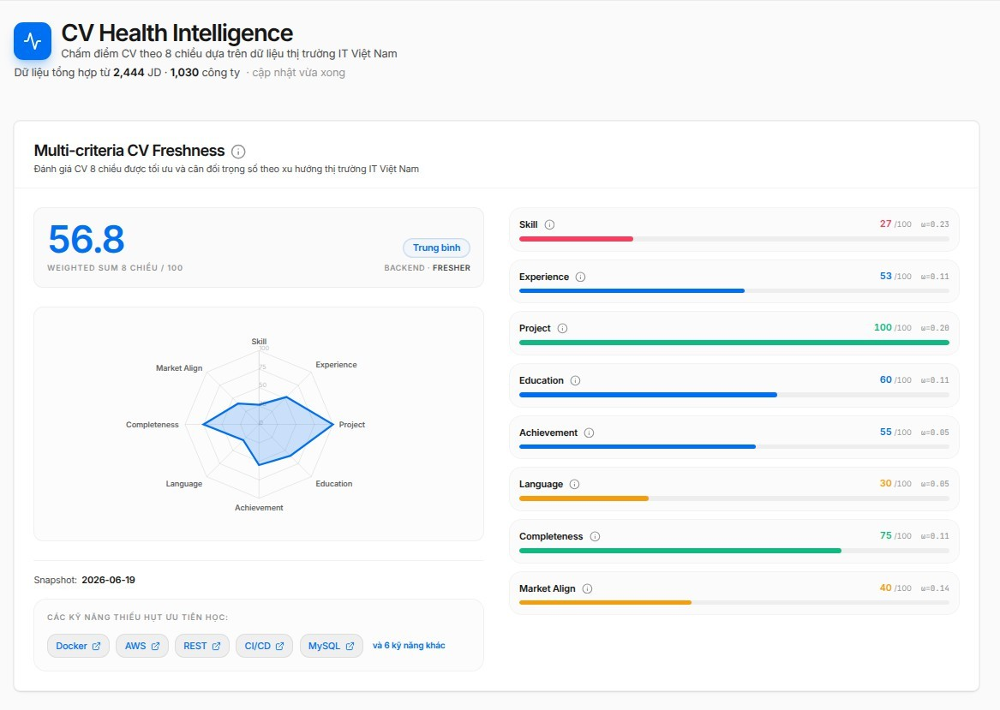 CV Health Intelligence
Chấm điểm CV theo 8 chiều dựa trên dữ liệu thị trường IT Việt Nam
Dữ liệu tổng hợp từ 2,444 JD · 1,030 công ty · cập nhật vừa xong
Multi-criteria CV Freshness
Đánh giá CV 8 chiều được tối ưu và cân đối trọng số theo xu hướng thị trường IT Việt Nam
56.8
WEIGHTED SUM 8 CHIỀU / 100
Trung bình
BACKEND · FRESHER
Skill
100
75
50
0
Experience
Market Align
Completeness
Project
Language
Education
Achievement
Snapshot: 2026-06-19
CÁC KỸ NĂNG THIẾU HỤT ƯU TIÊN HỌC:
Docker
AWS
REST
CI/CD
MySQL
và 6 kỹ năng khác
Skill 27 /100 ω=0.23
Experience 53 /100 ω=0.11
Project 100 /100 ω=0.20
Education 60 /100 ω=0.11
Achievement 55 /100 ω=0.05
Language 30 /100 ω=0.05
Completeness 75 /100 ω=0.11
Market Align 40 /100 ω=0.14